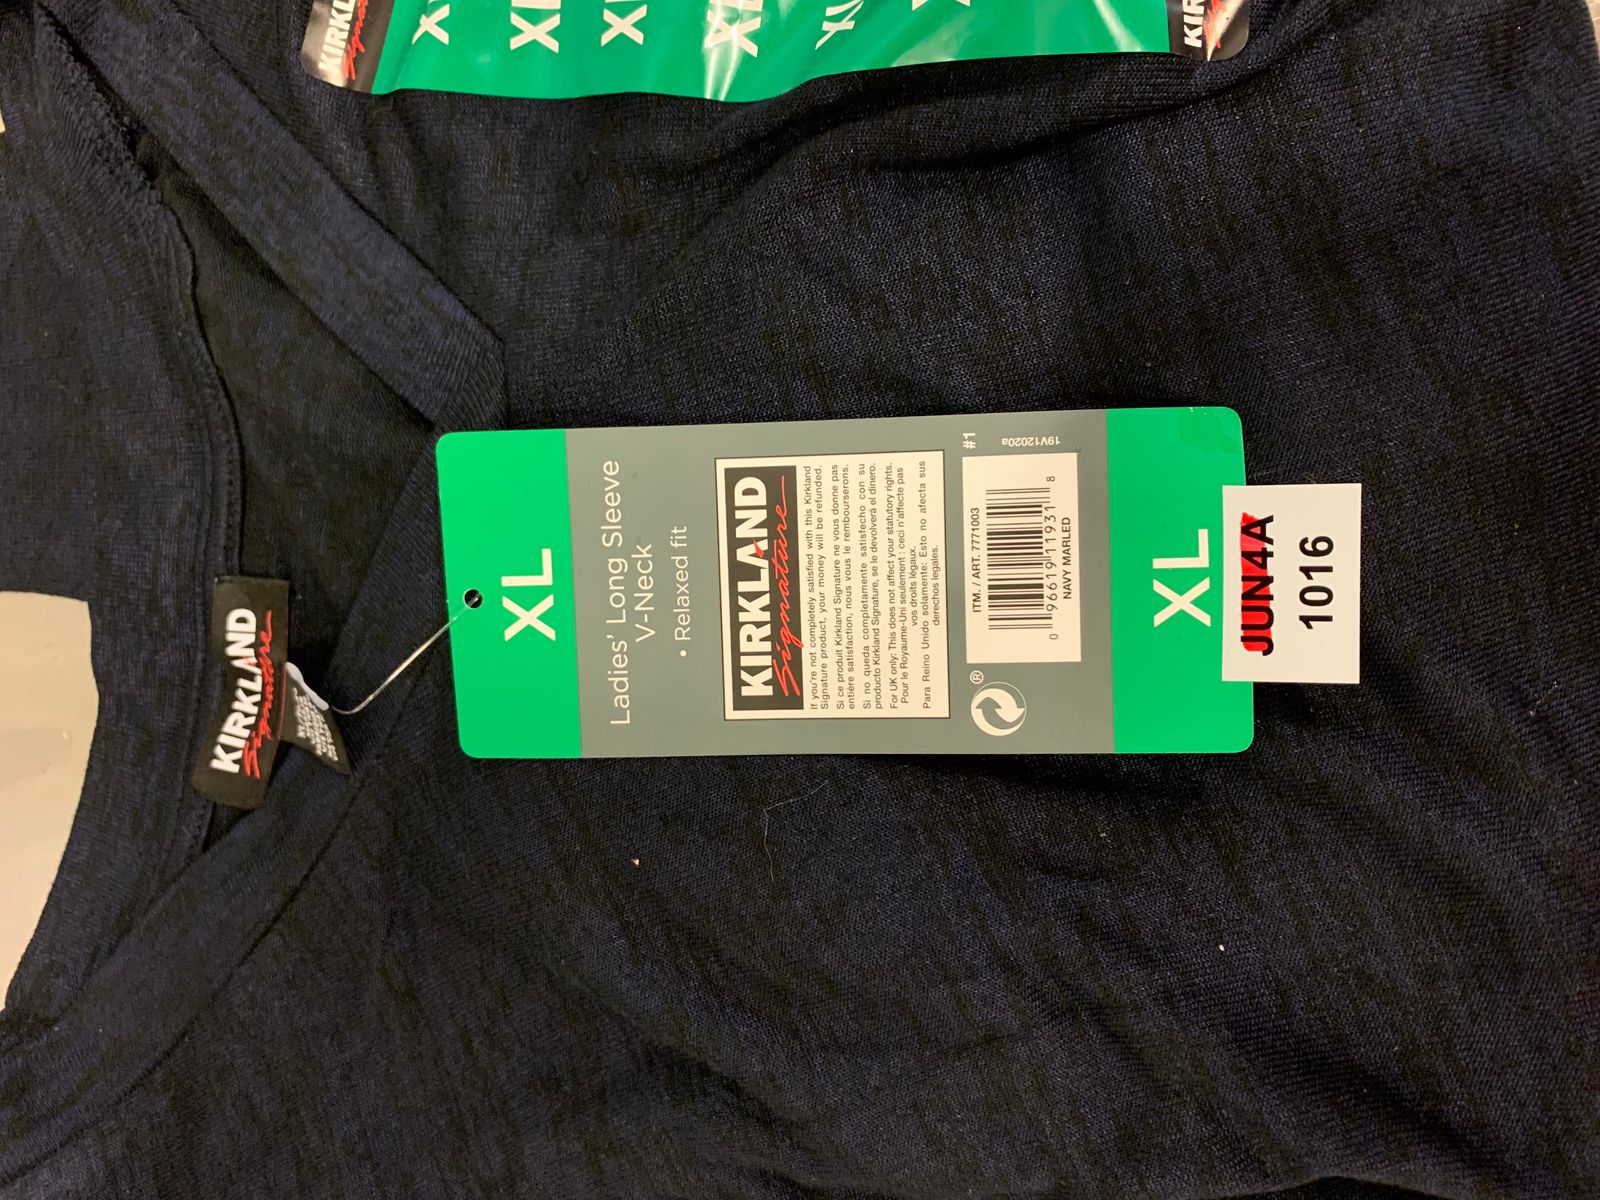 XL
XL
KIRKLAND
Signature
XL
Ladies' Long Sleeve
V-Neck
• Relaxed fit
KIRKLAND
Signature
If you're not completely satisfied with this Kirkland
Signature product, your money will be refunded.
Si ce produit Kirkland Signature ne vous donne pas
entière satisfaction, nous vous le rembourserons.
Si no queda completamente satisfecho con su
producto Kirkland Signature, se le devolverá el dinero.
For UK only: This does not affect your statutory rights.
Pour le Royaume-Uni seulement : ceci n'affecte pas
vos droits légaux.
Para Reino Unido solamente: Esto no afecta sus
derechos legales.
#1
19V12020a
ITM. / ART. 7771003
0 96619 11931 8
NAVY MARLED
®
XL
JUN4A
1016